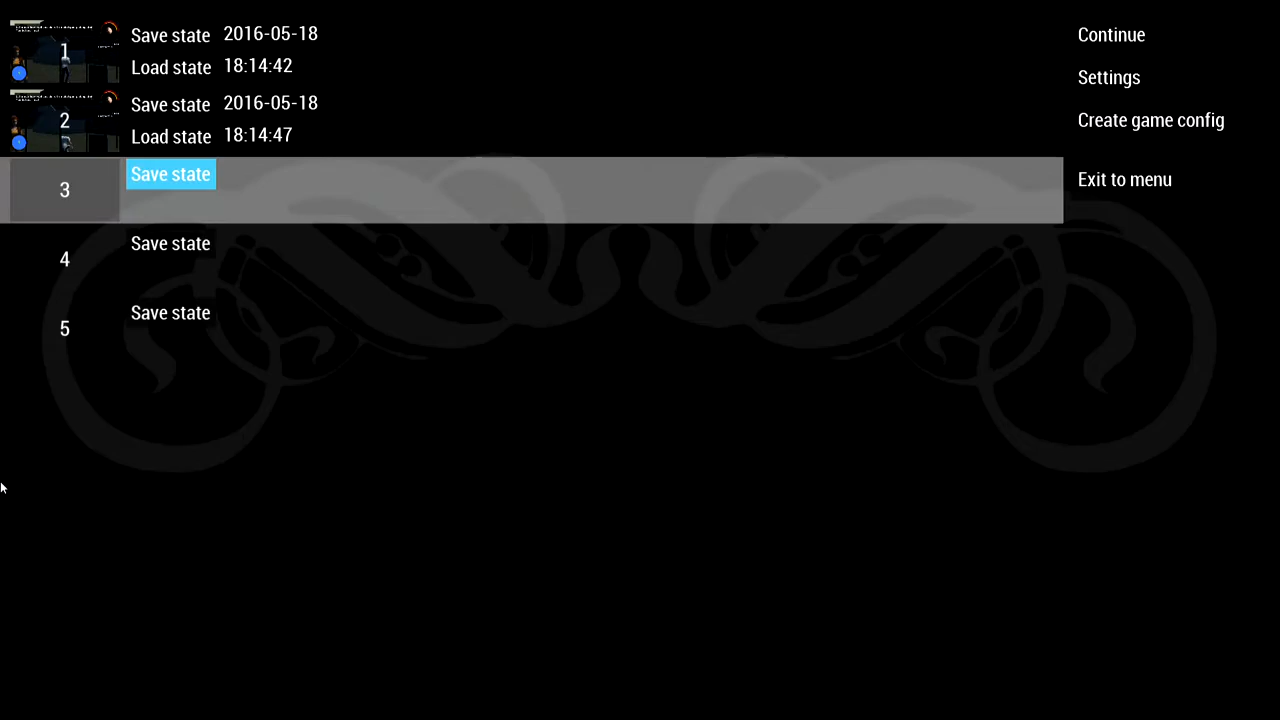 1
Save state 2016-05-18
Load state 18:14:42
2
Save state 2016-05-18
Load state 18:14:47
3
Save state
4
Save state
5
Save state
Continue
Settings
Create game config
Exit to menu